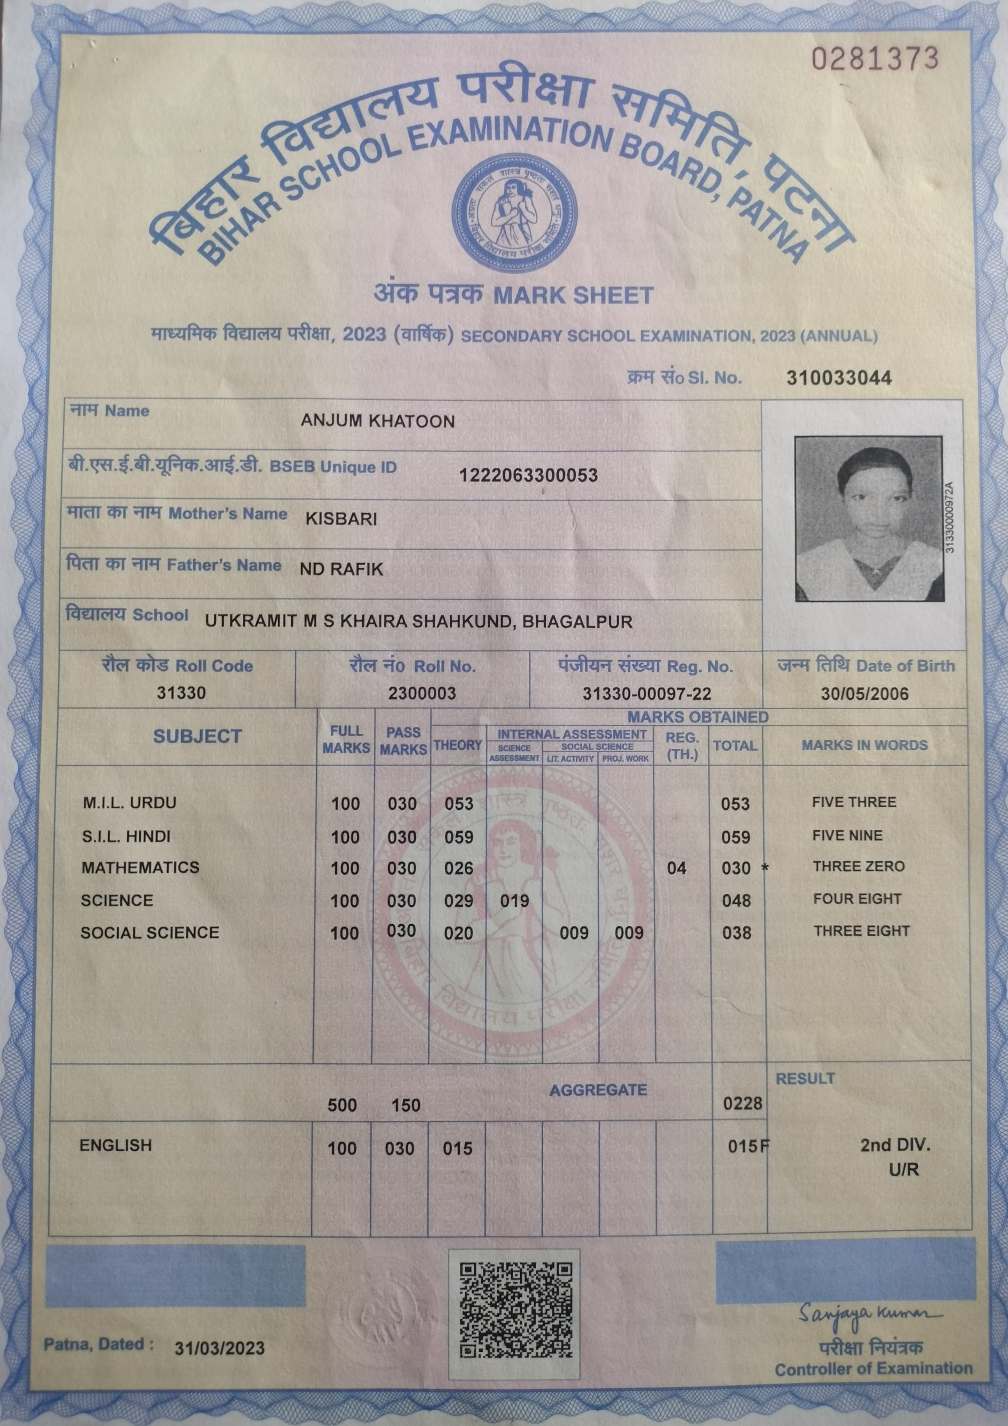 0281373
बिहार विद्यालय परीक्षा समिति, पटना
BIHAR SCHOOL EXAMINATION BOARD, PATNA
अंक पत्रक MARK SHEET
माध्यमिक विद्यालय परीक्षा, 2023 (वार्षिक) SECONDARY SCHOOL EXAMINATION, 2023 (ANNUAL)
क्रम सं० Sl. No. 310033044
नाम Name ANJUM KHATOON
बी.एस.ई.बी.यूनिक.आई.डी. BSEB Unique ID 1222063300053
माता का नाम Mother's Name KISBARI
पिता का नाम Father's Name ND RAFIK
विद्यालय School UTKRAMIT M S KHAIRA SHAHKUND, BHAGALPUR
31330000972A
रौल कोड Roll Code रौल नं० Roll No. पंजीयन संख्या Reg. No. जन्म तिथि Date of Birth
31330 2300003 31330-00097-22 30/05/2006
SUBJECT FULL MARKS PASS MARKS MARKS OBTAINED
THEORY INTERNAL ASSESSMENT REG. (TH.) TOTAL MARKS IN WORDS
SCIENCE ASSESSMENT SOCIAL SCIENCE
LIT. ACTIVITY PROJ. WORK
M.I.L. URDU 100 030 053 053 FIVE THREE
S.I.L. HINDI 100 030 059 059 FIVE NINE
MATHEMATICS 100 030 026 04 030 * THREE ZERO
SCIENCE 100 030 029 019 048 FOUR EIGHT
SOCIAL SCIENCE 100 030 020 009 009 038 THREE EIGHT
AGGREGATE RESULT
500 150 0228
ENGLISH 100 030 015 015F 2nd DIV.
U/R
Sanjaya Kumar
Patna, Dated : 31/03/2023
परीक्षा नियंत्रक
Controller of Examination